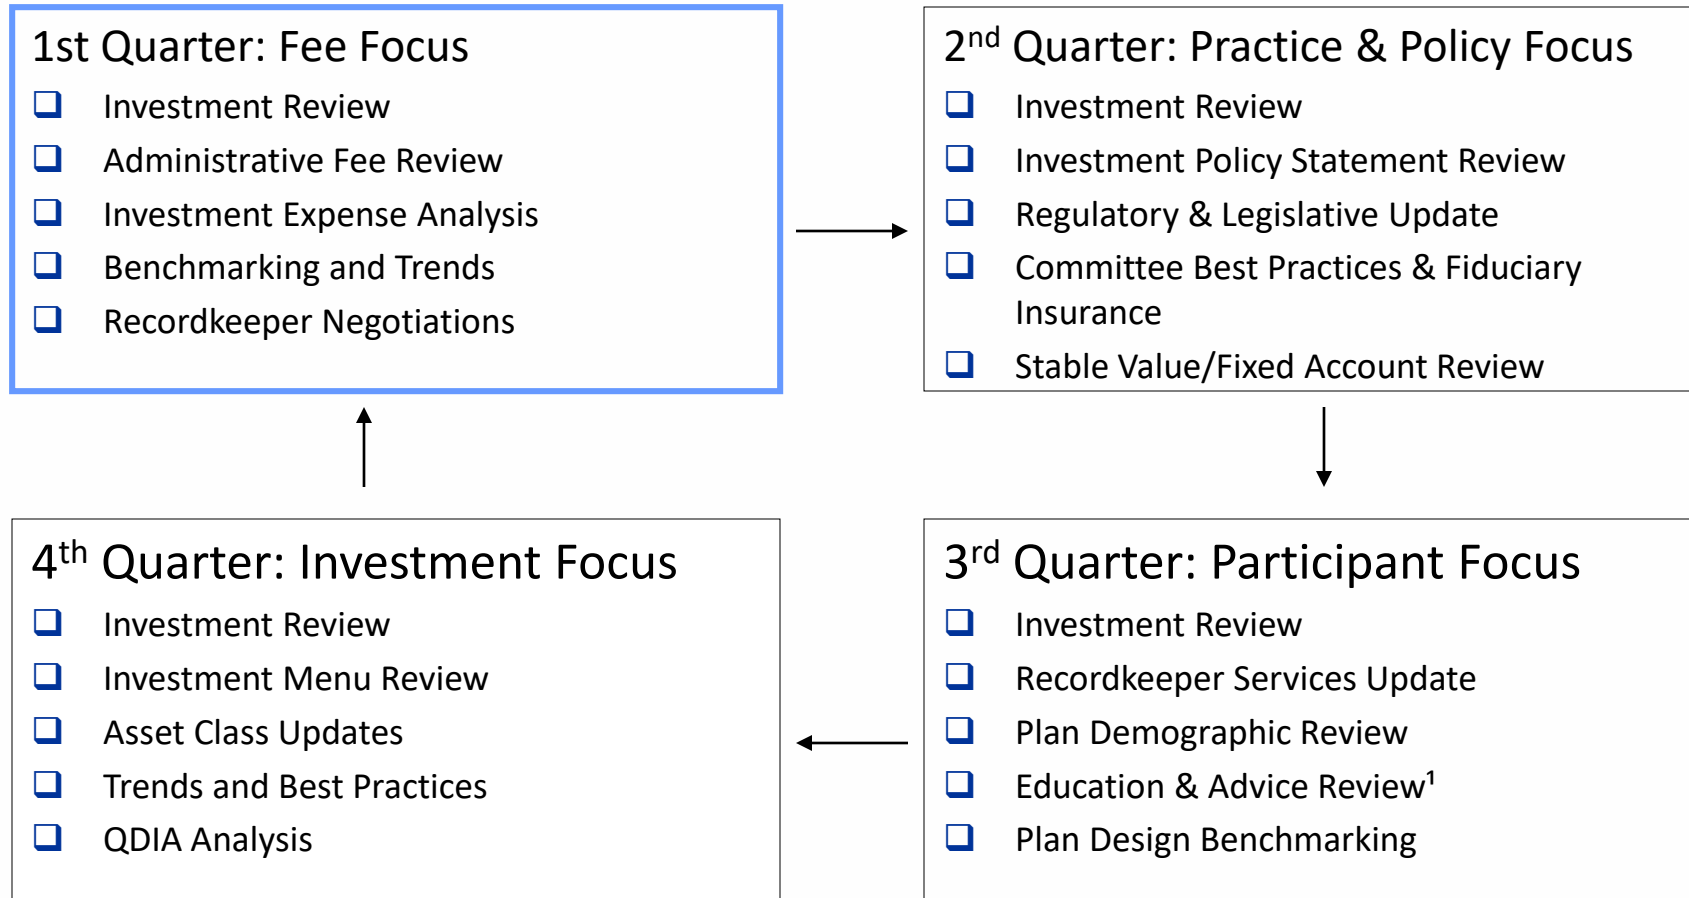 1st Quarter: Fee Focus
Investment Review
Administrative Fee Review
Investment Expense Analysis
Benchmarking and Trends
Recordkeeper Negotiations
2nd Quarter: Practice & Policy Focus
Investment Review
Investment Policy Statement Review
Regulatory & Legislative Update
Committee Best Practices & Fiduciary
Insurance
Stable Value/Fixed Account Review
3rd Quarter: Participant Focus
Investment Review
Recordkeeper Services Update
Plan Demographic Review
Education & Advice Review¹
Plan Design Benchmarking
4th Quarter: Investment Focus
Investment Review
Investment Menu Review
Asset Class Updates
Trends and Best Practices
QDIA Analysis